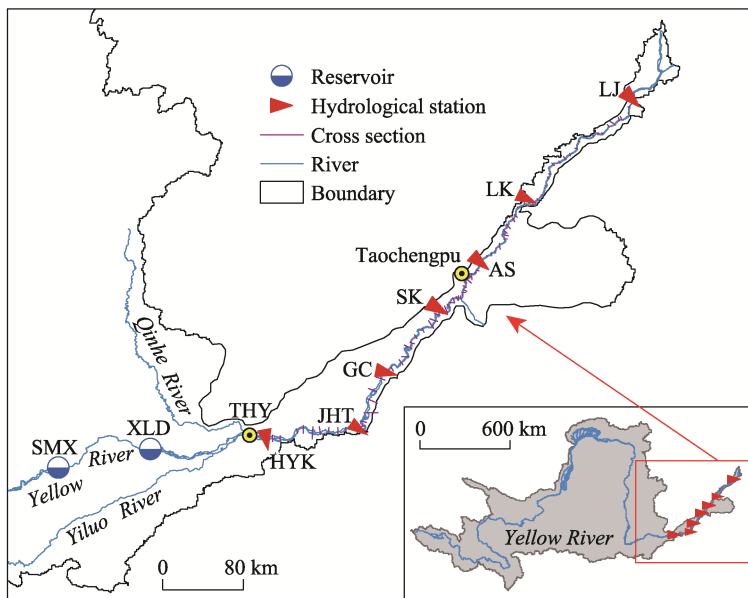 Reservoir
Hydrological station
Cross section
River
Boundary
LJ
LK
Taochengpu
AS
SK
GC
Qinhe River
THY
JHT
XLD
HYK
SMX
Yellow River
Yiluo River
0 80 km
0 600 km
Yellow River